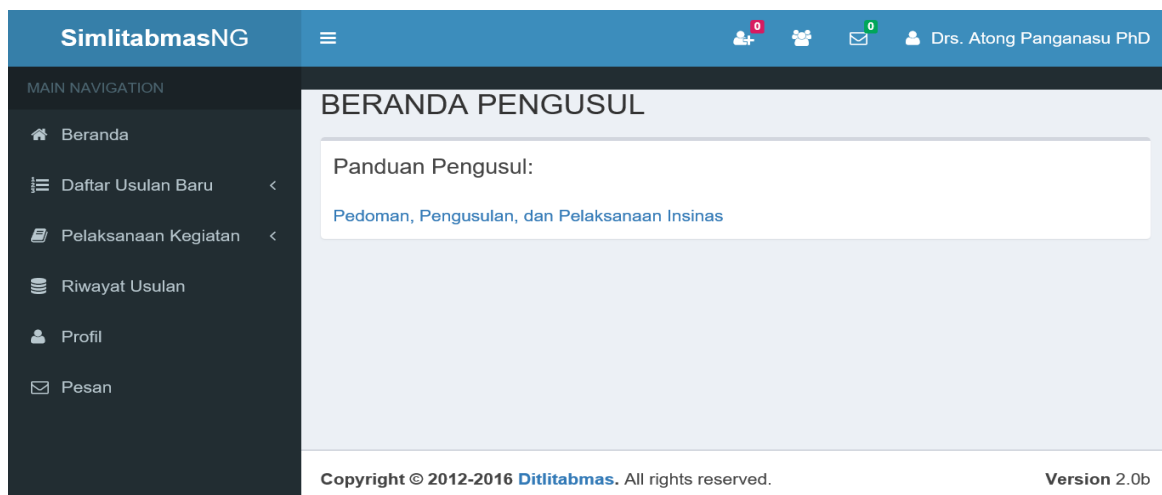 SimlitabmasNG
0
0
Drs. Atong Panganasu PhD
MAIN NAVIGATION
Beranda
Daftar Usulan Baru
Pelaksanaan Kegiatan
Riwayat Usulan
Profil
Pesan
BERANDA PENGUSUL
Panduan Pengusul:
Pedoman, Pengusulan, dan Pelaksanaan Insinas
Copyright © 2012-2016 Ditlitabmas. All rights reserved.
Version 2.0b